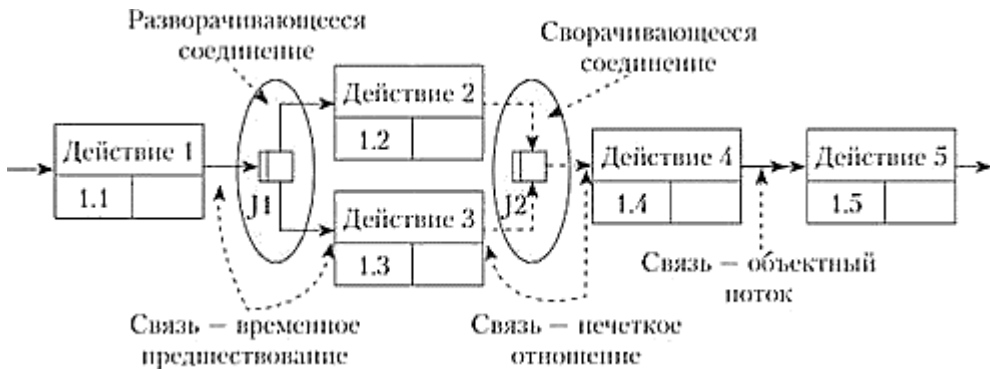 Разворачивающееся
соединение
Сворачивающееся
соединение
Действие 1
1.1
J1
Действие 2
1.2
Действие 3
1.3
J2
Действие 4
1.4
Действие 5
1.5
Связь – временное
предшествование
Связь – нечеткое
отношение
Связь – объектный
поток